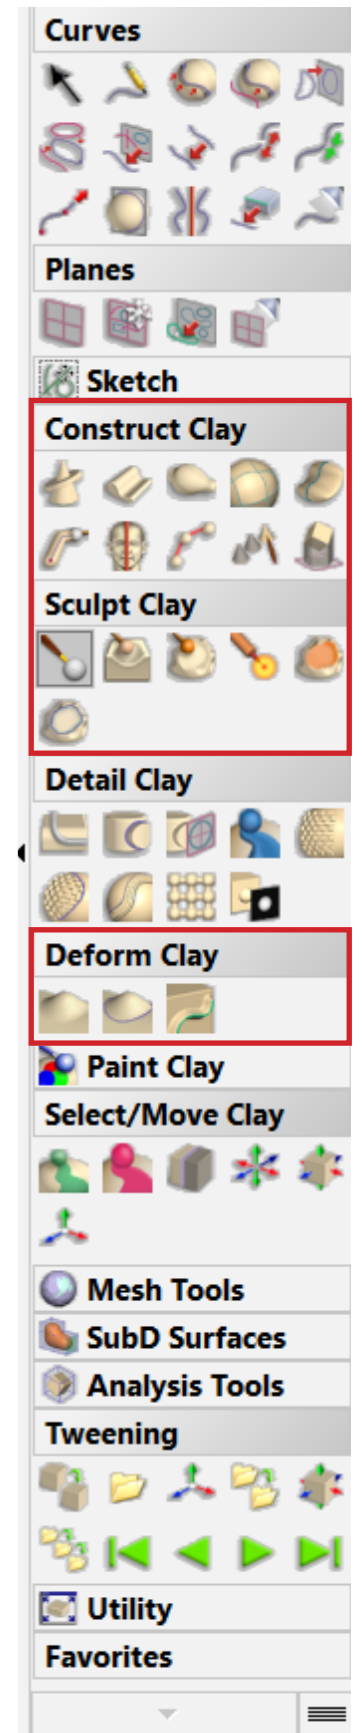 Curves
Planes
Sketch
Construct Clay
Sculpt Clay
Detail Clay
Deform Clay
Paint Clay
Select/Move Clay
Mesh Tools
SubD Surfaces
Analysis Tools
Tweening
Utility
Favorites